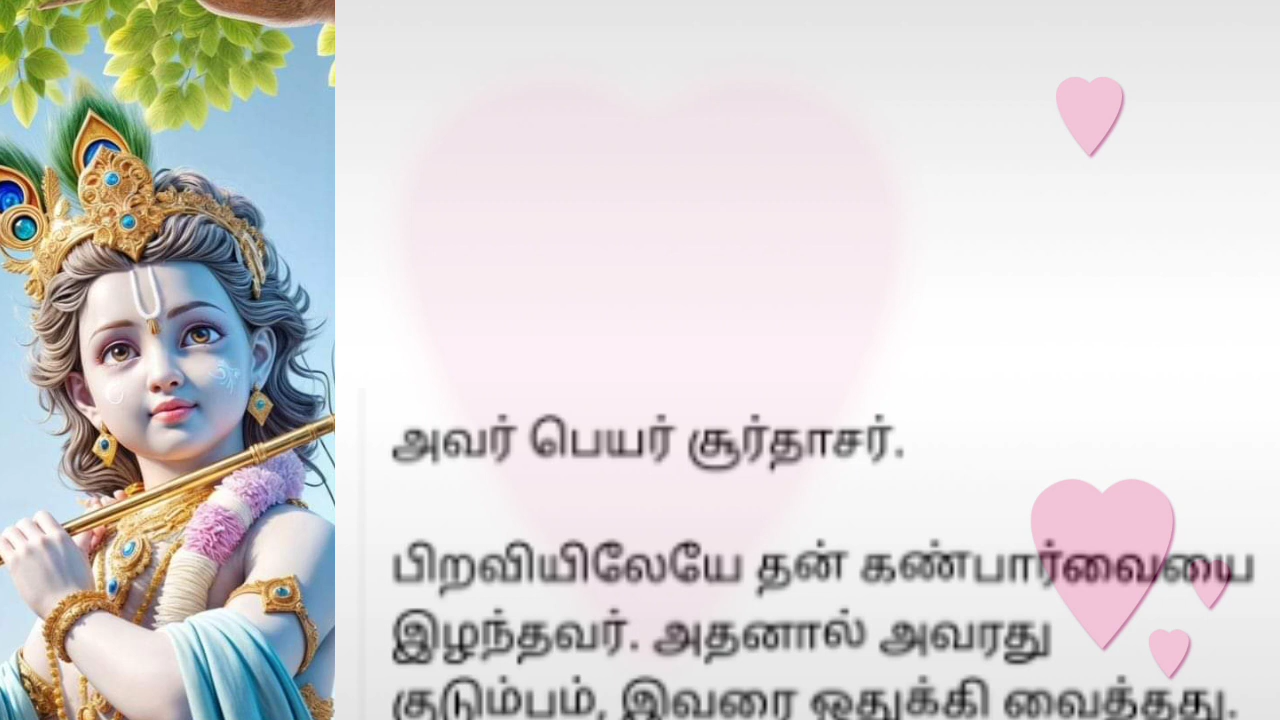 அவர் பெயர் சூர்தாசர்.
பிறவியிலேயே தன் கண்பார்வையை
இழந்தவர். அதனால் அவரது
குடும்பம், இவரை ஒதுக்கி வைத்தது.